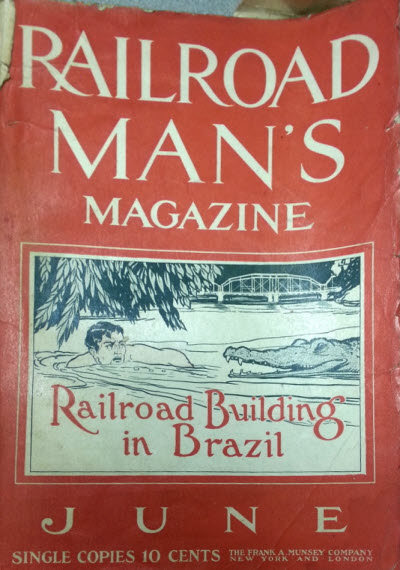 RAILROAD
MAN'S
MAGAZINE
Railroad Building
in Brazil
JUNE
SINGLE COPIES 10 CENTS THE FRANK A. MUNSEY COMPANY
NEW YORK AND LONDON